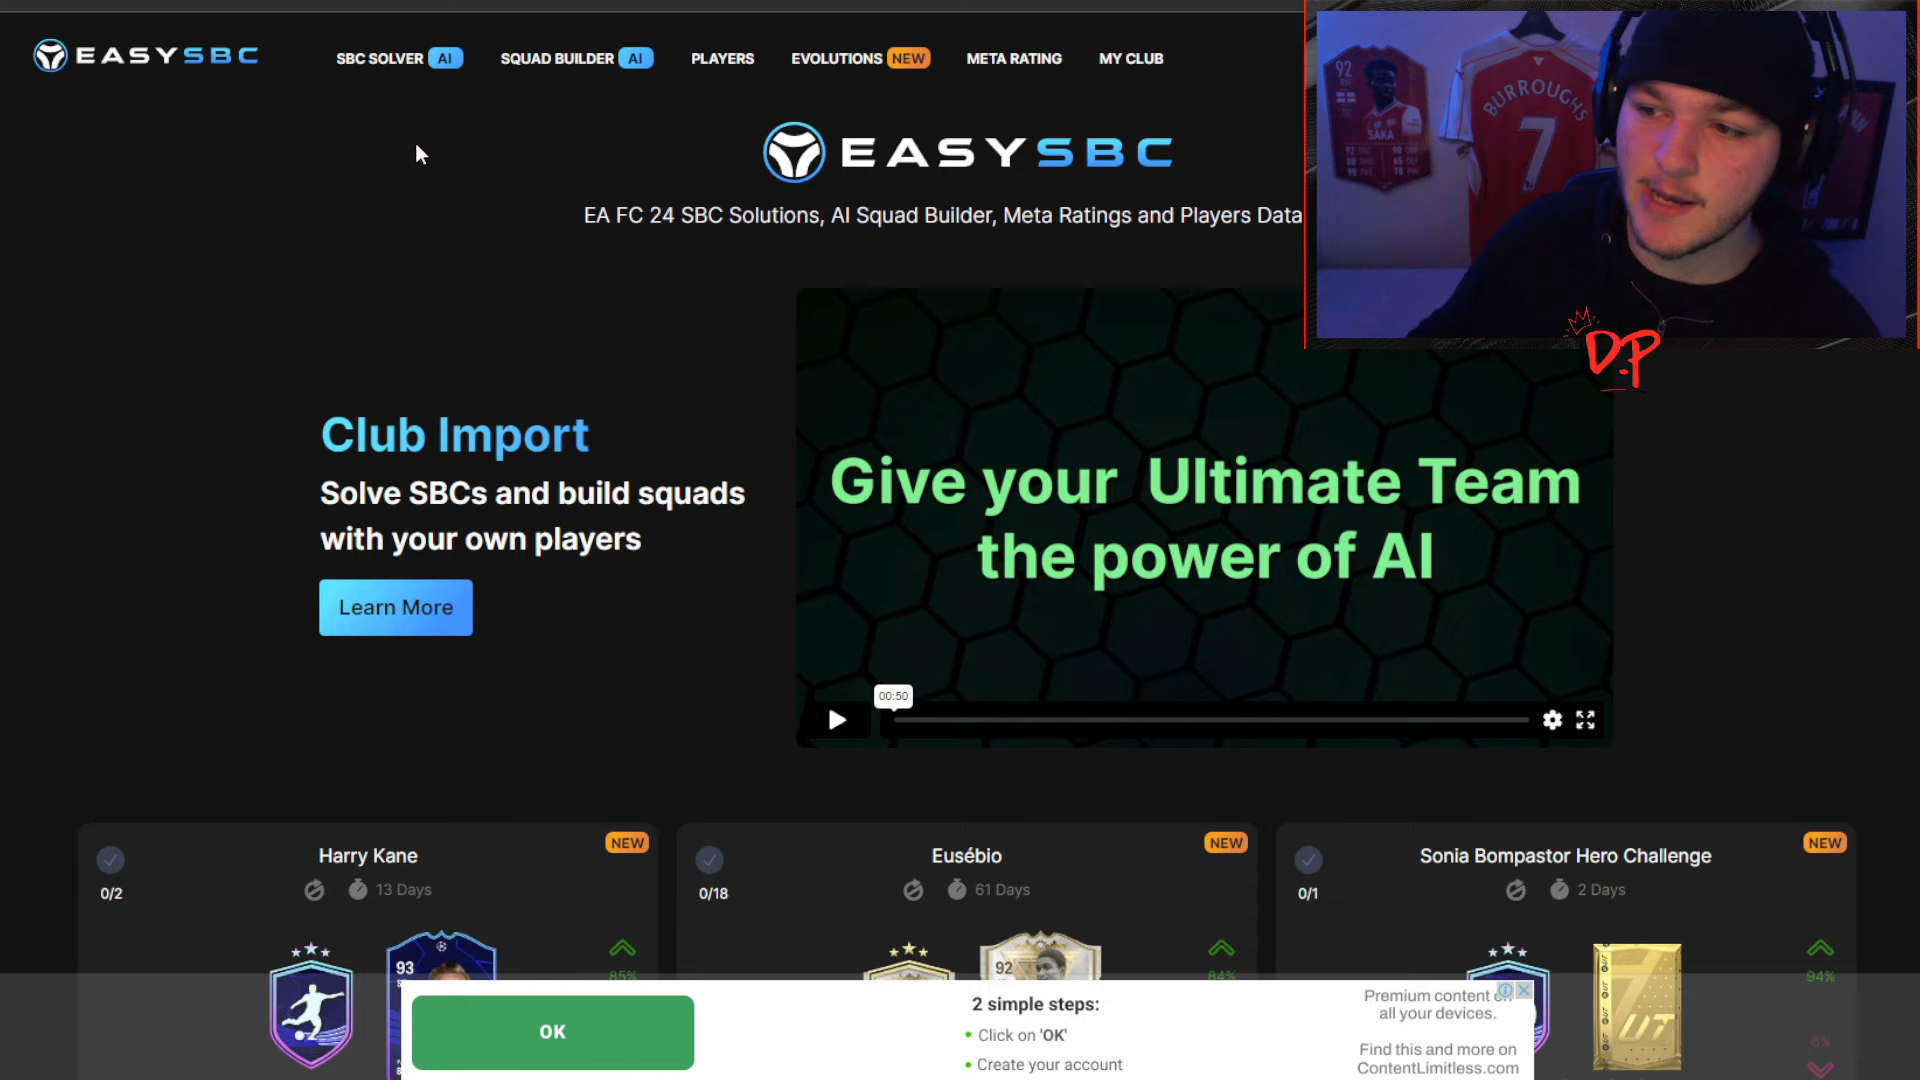 EASYSBC
SBC SOLVER AI
SQUAD BUILDER AI
PLAYERS
EVOLUTIONS NEW
META RATING
MY CLUB
EASYSBC
EA FC 24 SBC Solutions, AI Squad Builder, Meta Ratings and Players Data
92
SAKA
BURROUGHS
7
D.P
Club Import
Solve SBCs and build squads
with your own players
Learn More
Give your Ultimate Team
the power of AI
00:50
NEW
Harry Kane
0/2
13 Days
93
85%
NEW
Eusébio
0/18
61 Days
92
84%
NEW
Sonia Bompastor Hero Challenge
0/1
2 Days
94%
6%
OK
2 simple steps:
• Click on 'OK'
• Create your account
Premium content
all your devices.
Find this and more on
ContentLimitless.com